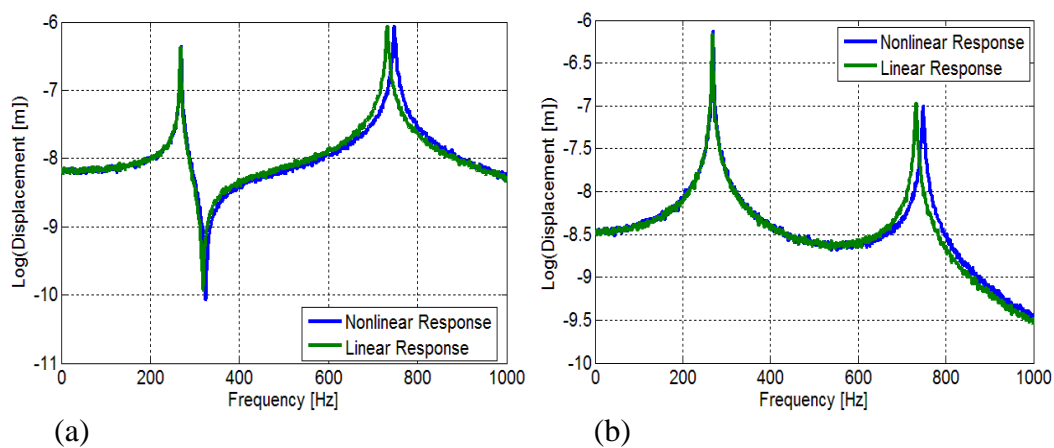 -6
-7
-8
-9
-10
-11
Log(Displacement [m])
Nonlinear Response
Linear Response
0 200 400 600 800 1000
Frequency [Hz]
(a)
-6
-6.5
-7
-7.5
-8
-8.5
-9
-9.5
-10
Log(Displacement [m])
Nonlinear Response
Linear Response
0 200 400 600 800 1000
Frequency [Hz]
(b)